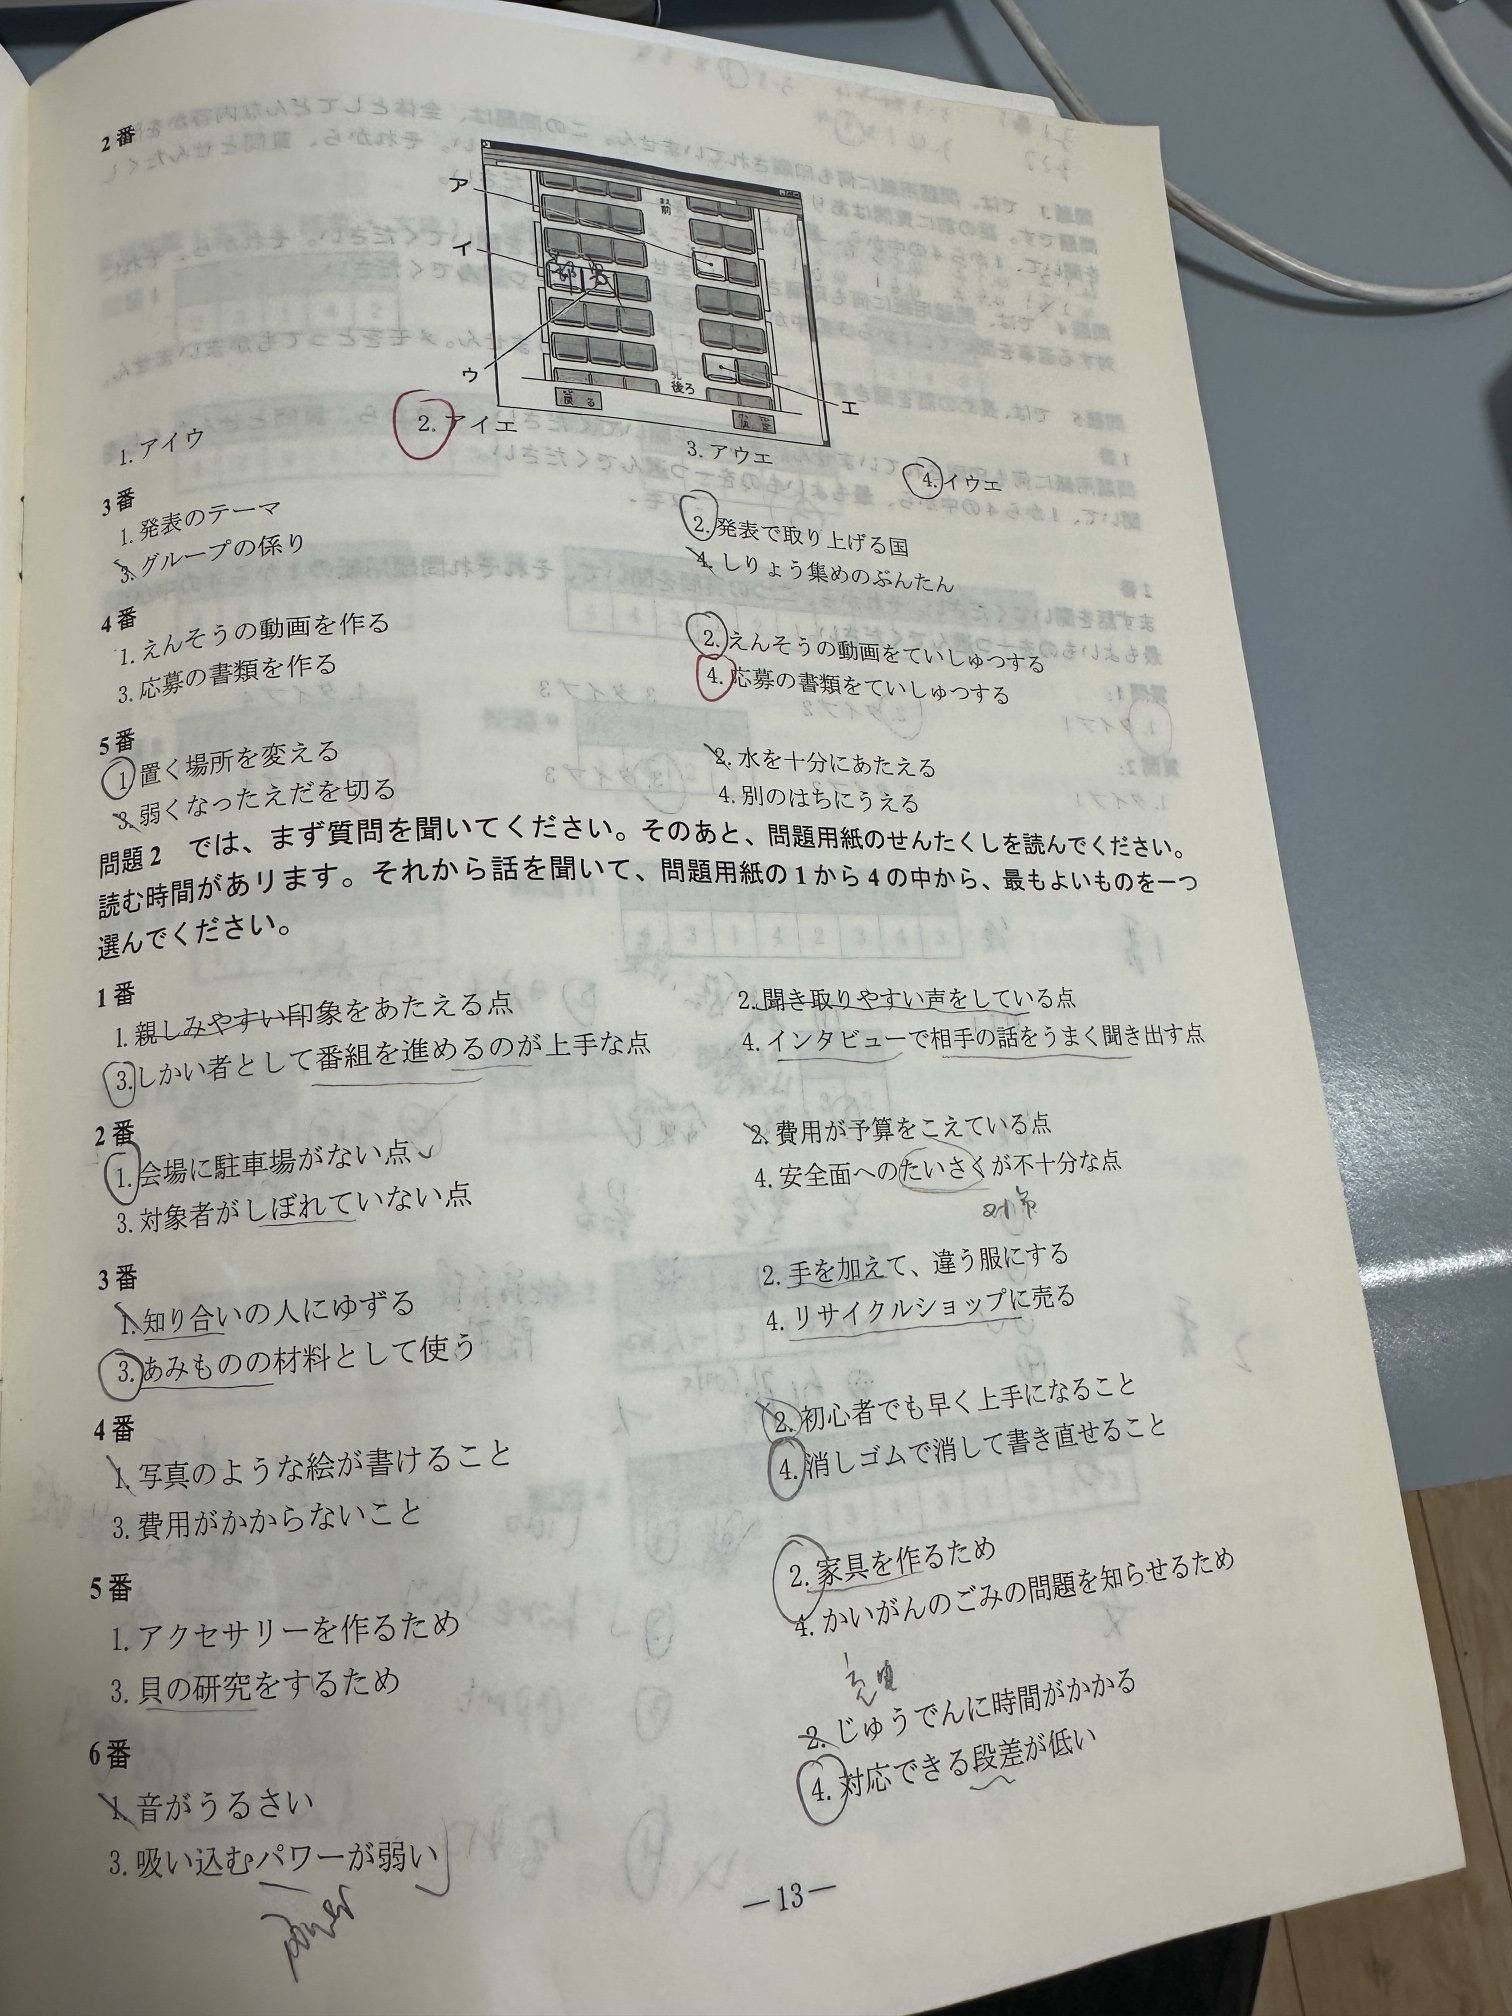 2番
ア
イ
ウ
エ
前
後ろ
戻る
1. アイウ
2. アイエ
3. アウエ
4. イウエ
3番
1. 発表のテーマ
2. 発表で取り上げる国
3. グループの係り
4. しりょう集めのぶんたん
4番
1. えんそうの動画を作る
2. えんそうの動画をていしゅつする
3. 応募の書類を作る
4. 応募の書類をていしゅつする
5番
1 置く場所を変える
2. 水を十分にあたえる
3. 弱くなったえだを切る
4. 別のはちにうえる
問題2 では、まず質問を聞いてください。そのあと、問題用紙のせんたくしを読んでください。
読む時間があります。それから話を聞いて、問題用紙の1から4の中から、最もよいものを一つ
選んでください。
1番
1. 親しみやすい印象をあたえる点
2. 聞き取りやすい声をしている点
3. しかい者として番組を進めるのが上手な点
4. インタビューで相手の話をうまく聞き出す点
2番
1. 会場に駐車場がない点
2. 費用が予算をこえている点
3. 対象者がしぼれていない点
4. 安全面へのたいさくが不十分な点
3番
1. 知り合いの人にゆずる
2. 手を加えて、違う服にする
3. あみものの材料として使う
4. リサイクルショップに売る
4番
1. 写真のような絵が書けること
2. 初心者でも早く上手になること
3. 費用がかからないこと
4. 消しゴムで消して書き直せること
5番
1. アクセサリーを作るため
2. 家具を作るため
3. 貝の研究をするため
4. かいがんのごみの問題を知らせるため
6番
1. 音がうるさい
2. じゅうでんに時間がかかる
3. 吸い込むパワーが弱い
4. 対応できる段差が低い
—13—